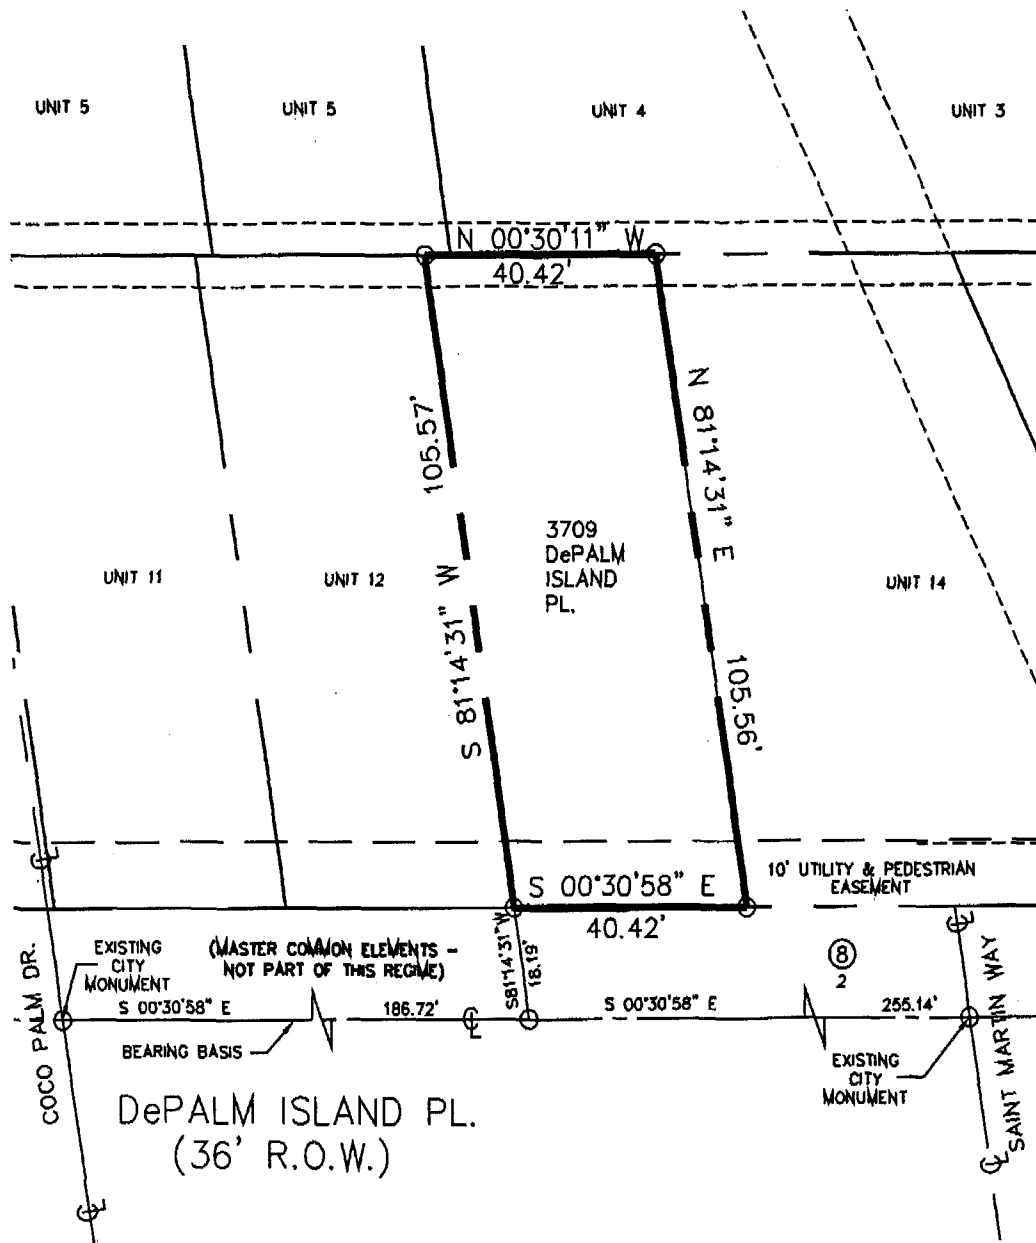 UNIT 5
UNIT 5
UNIT 4
UNIT 3
N 00°30'11" W
40.42'
105.57'
N 81°14'31" E
3709
DePALM
ISLAND
PL.
UNIT 11
UNIT 12
UNIT 14
S 81°14'31" W
105.56'
10' UTILITY & PEDESTRIAN
EASEMENT
S 00°30'58" E
40.42'
S81°14'31"W
18.19'
EXISTING
CITY
MONUMENT
(MASTER COMMON ELEMENTS -
NOT PART OF THIS REGIME)
8
2
S 00°30'58" E
186.72'
S 00°30'58" E
255.14'
BEARING BASIS
EXISTING
CITY
MONUMENT
COCO PALM DR.
SAINT MARTIN WAY
DePALM ISLAND PL.
(36' R.O.W.)